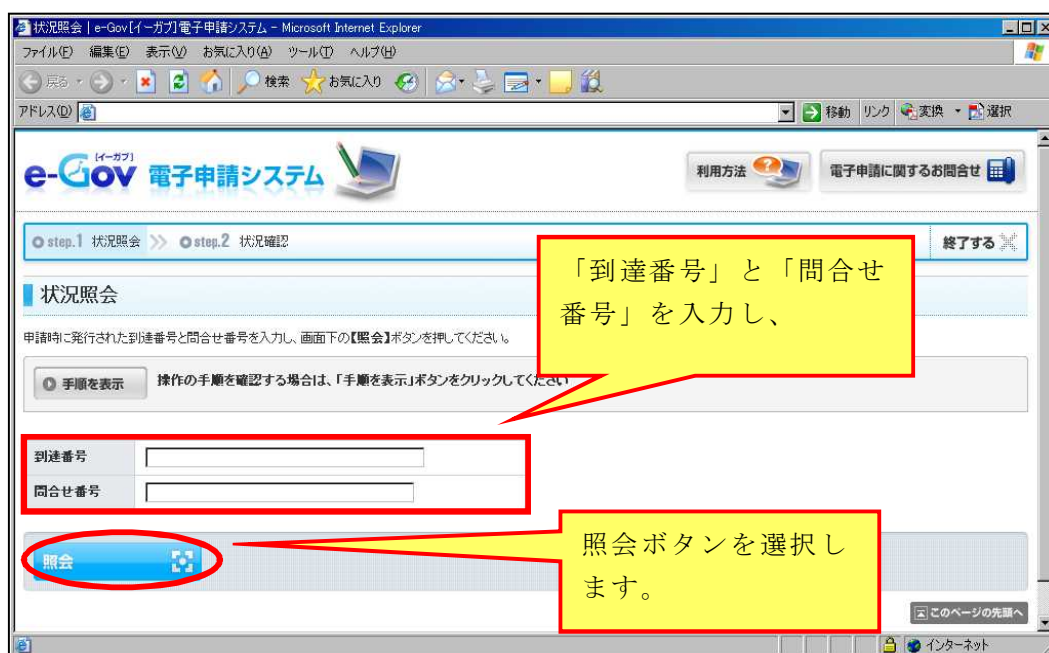 状況照会 | e-Gov[イーガブ]電子申請システム - Microsoft Internet Explorer
ファイル(F) 編集(E) 表示(V) お気に入り(A) ツール(T) ヘルプ(H)
戻る 検索 お気に入り
アドレス(D) 移動 リンク 変換 選択
e-Gov [イーガブ] 電子申請システム 利用方法 電子申請に関するお問合せ
step.1 状況照会 step.2 状況確認 終了する
「到達番号」と「問合せ
番号」を入力し、
状況照会
申請時に発行された到達番号と問合せ番号を入力し、画面下の【照会】ボタンを押してください。
手順を表示 操作の手順を確認する場合は、「手順を表示」ボタンをクリックしてください
到達番号
問合せ番号
照会ボタンを選択し
ます。
照会
このページの先頭へ
インターネット